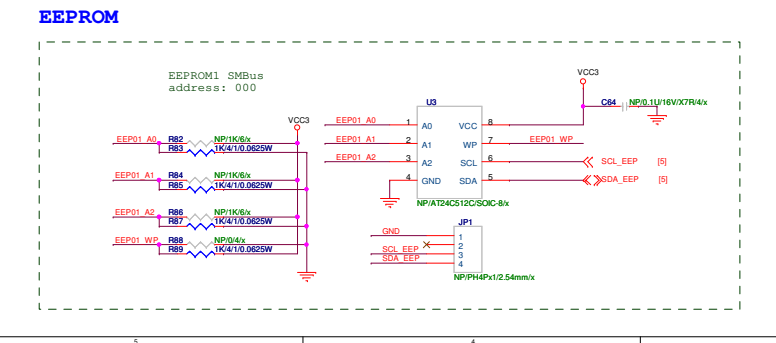 EEPROM
EEPROM1 SMBus
address: 000
VCC3
EEP01_A0 R82 NP/1K/6/x
R83 1K/4/1/0.0625W
EEP01_A1 R84 NP/1K/6/x
R85 1K/4/1/0.0625W
EEP01_A2 R86 NP/1K/6/x
R87 1K/4/1/0.0625W
EEP01_WP R88 NP/0/4/x
R89 1K/4/1/0.0625W
VCC3
C64 NP/0.1U/16V/X7R/4/x
U3
EEP01_A0 1 A0 VCC 8
EEP01_A1 2 A1 WP 7 EEP01_WP
EEP01_A2 3 A2 SCL 6 SCL_EEP [5]
4 GND SDA 5 SDA_EEP [5]
NP/AT24C512C/SOIC-8/x
JP1
GND 1
2
SCL_EEP 3
SDA_EEP 4
NP/PH4Px1/2.54mm/x
5 4